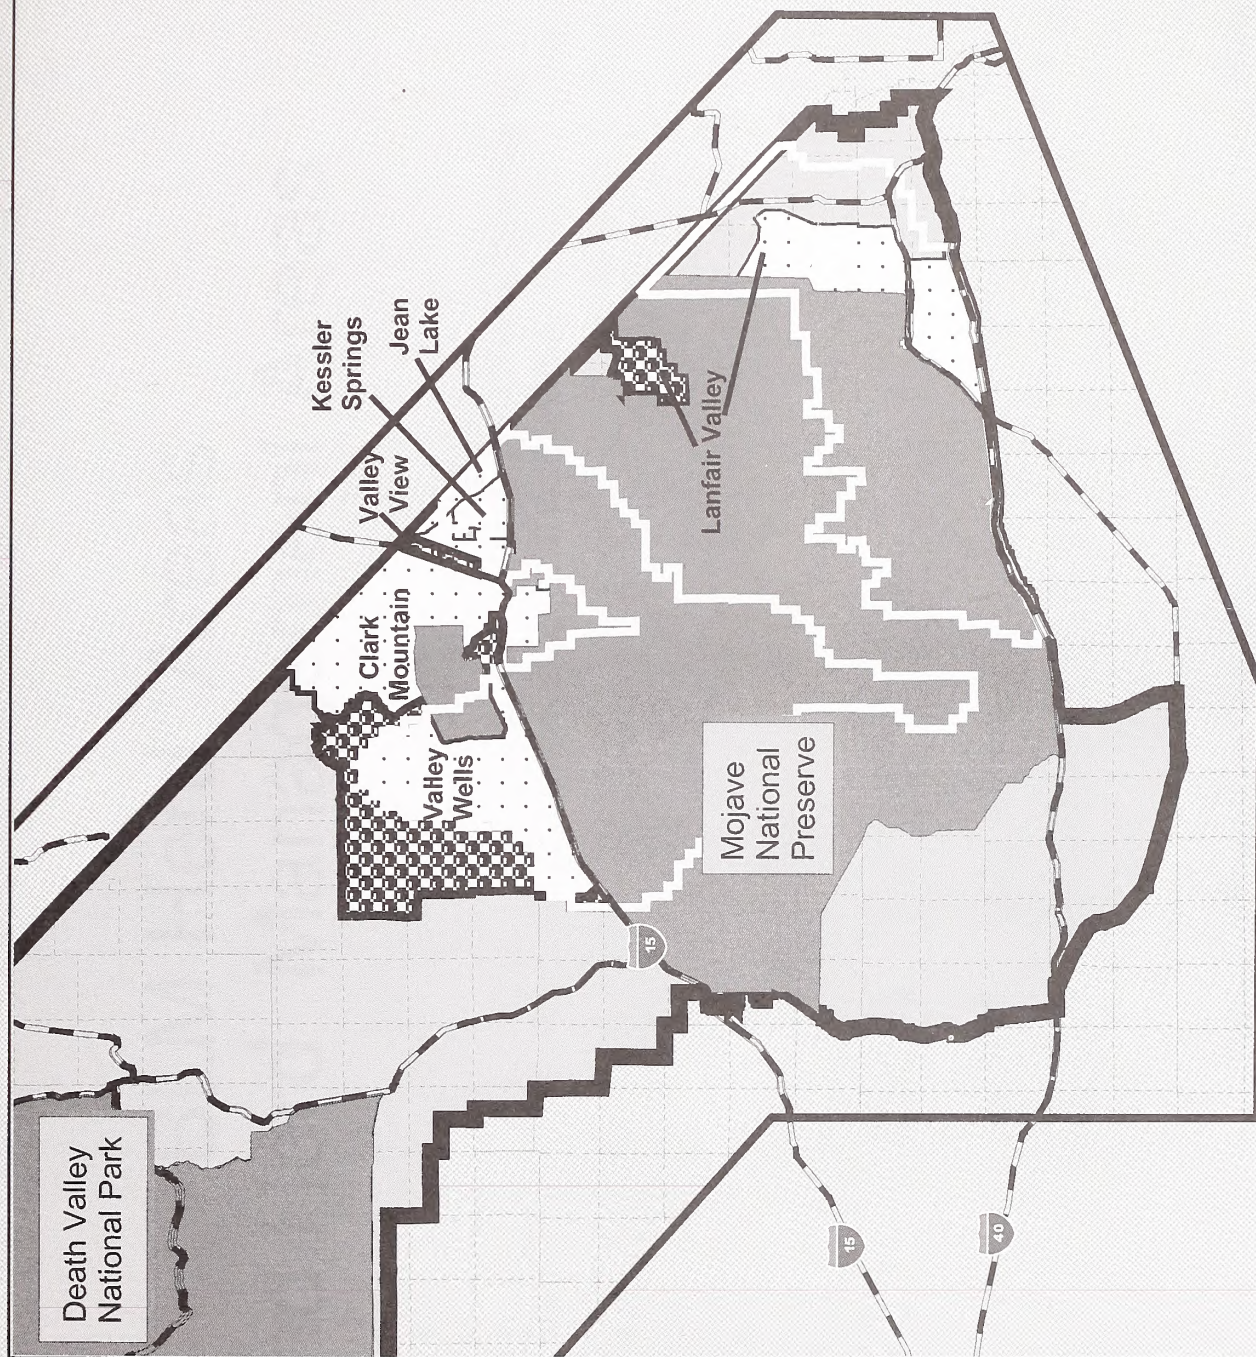 Death Valley
National Park
Mojave
National
Preserve
Valley
Wells
Clark
Mountain
Valley
View
Kessler
Springs
Jean
Lake
Lanfair Valley
15
15
40